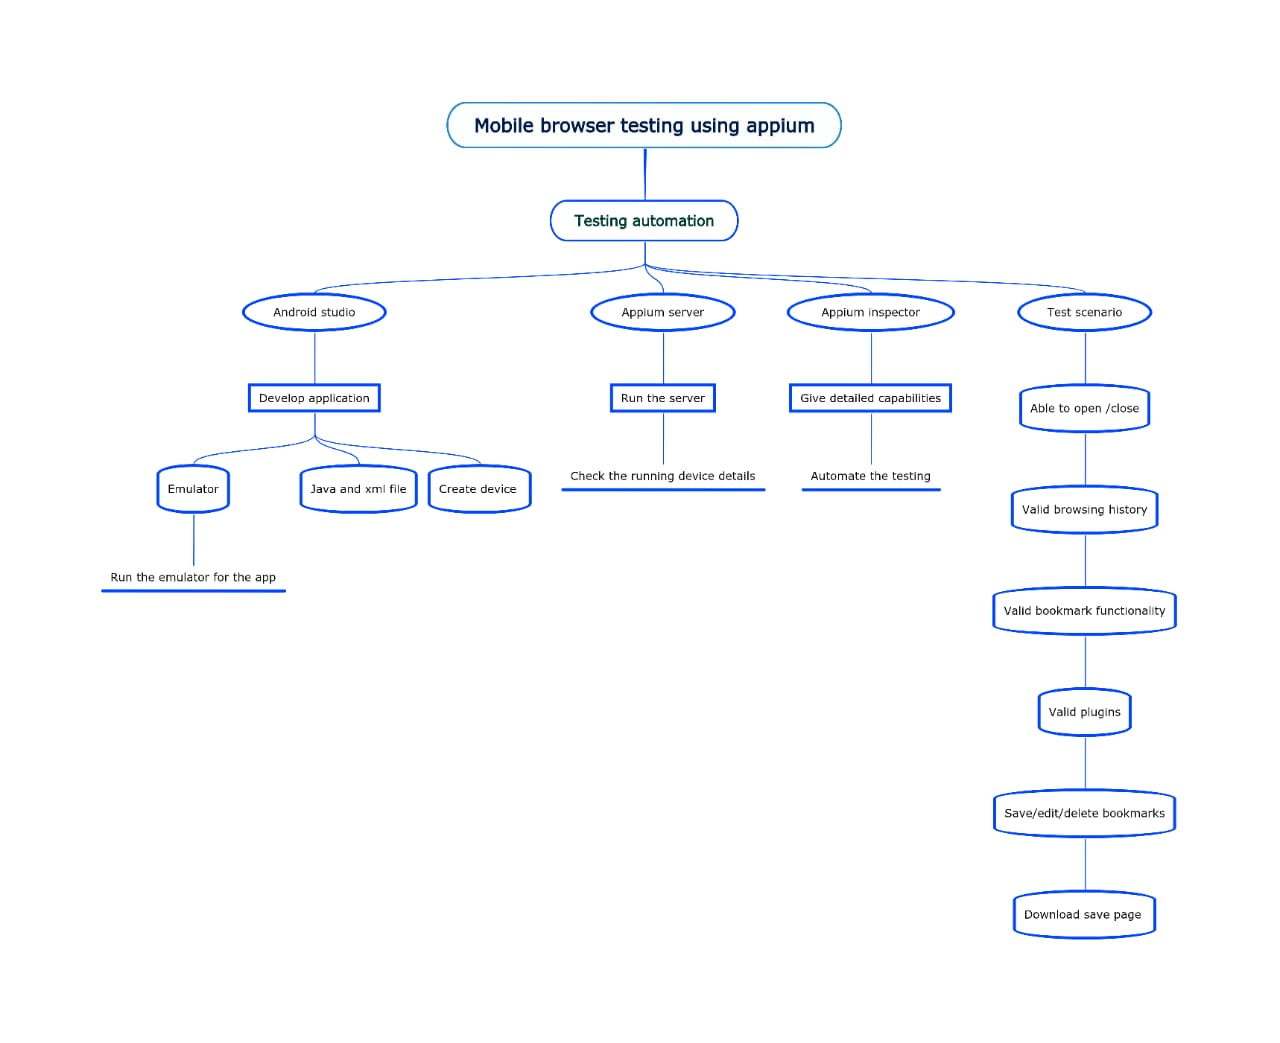 Mobile browser testing using appium
Testing automation
Android studio
Appium server
Appium inspector
Test scenario
Develop application
Run the server
Give detailed capabilities
Able to open /close
Emulator
Java and xml file
Create device
Check the running device details
Automate the testing
Valid browsing history
Run the emulator for the app
Valid bookmark functionality
Valid plugins
Save/edit/delete bookmarks
Download save page